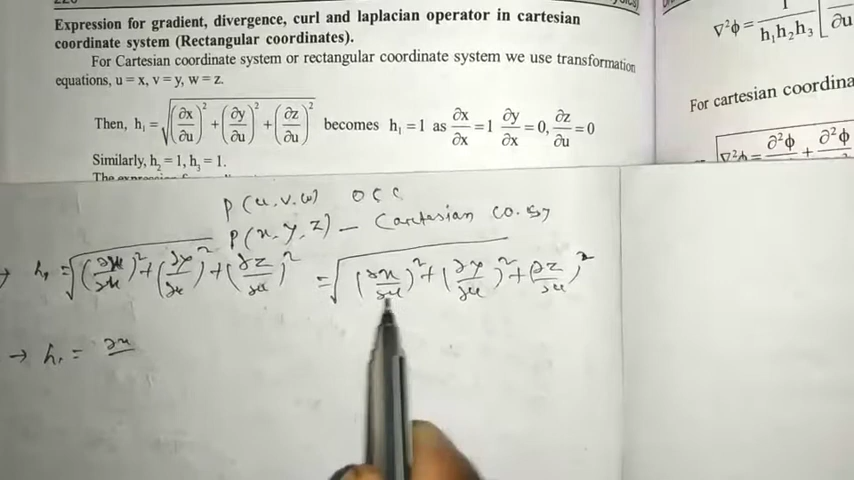 Expression for gradient, divergence, curl and laplacian operator in cartesian
coordinate system (Rectangular coordinates).
For Cartesian coordinate system or rectangular coordinate system we use transformation
equations, u = x, v = y, w = z.
Then, h₁ = √((∂x/∂u)² + (∂y/∂u)² + (∂z/∂u)²) becomes h₁ = 1 as ∂x/∂x = 1 ∂y/∂x = 0, ∂z/∂u = 0
Similarly, h₂ = 1, h₃ = 1.
∇²φ = 1/h₁h₂h₃ [ ∂u
For cartesian coordina
∇²φ = ∂²φ + ∂²φ
P(u, v, w) OCC
P(x, y, z) – Cartesian co. sy
→ h₁ = √((∂x/∂x)² + (∂y/∂x)² + (∂z/∂x)²) = √((∂x/∂u)² + (∂y/∂u)² + (∂z/∂u)²
→ h₁ = ∂x